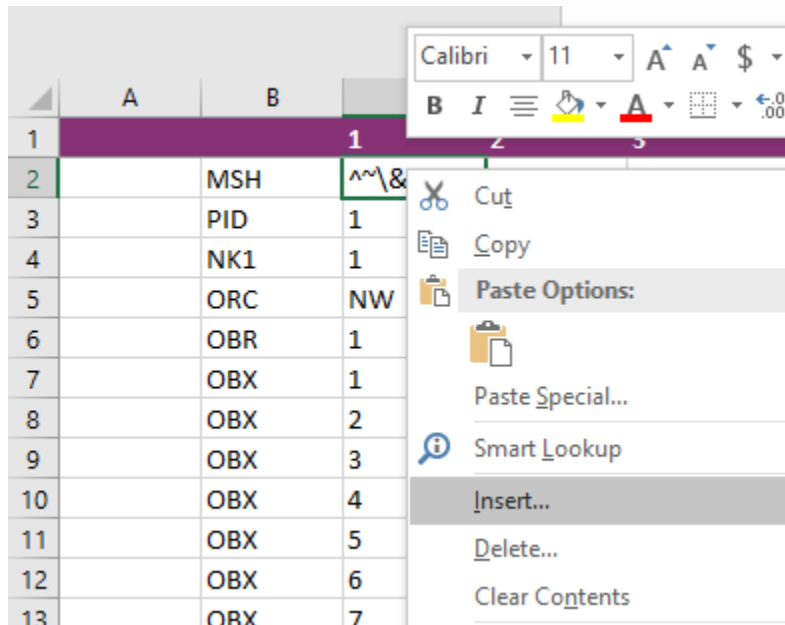 Calibri 11 A A $
B I A .0 .00
A B
1 1 2 3
2 MSH ^~\&
3 PID 1
4 NK1 1
5 ORC NW
6 OBR 1
7 OBX 1
8 OBX 2
9 OBX 3
10 OBX 4
11 OBX 5
12 OBX 6
13 OBX 7
Cut
Copy
Paste Options:
Paste Special...
Smart Lookup
Insert...
Delete...
Clear Contents